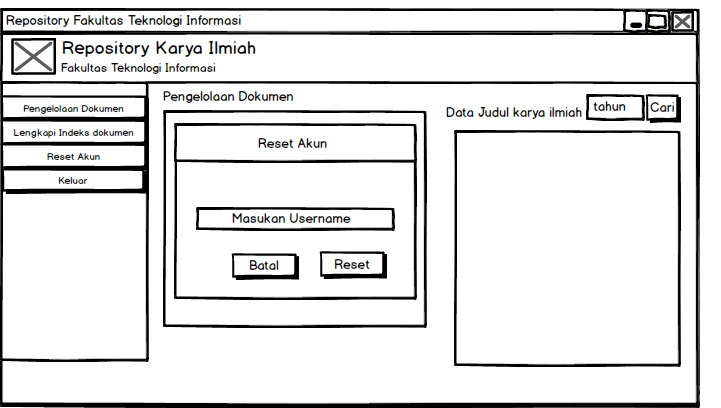 Repository Fakultas Teknologi Informasi
Repository Karya Ilmiah
Fakultas Teknologi Informasi
Pengelolaan Dokumen
Lengkapi Indeks dokumen
Reset Akun
Keluar
Pengelolaan Dokumen
Reset Akun
Masukan Username
Batal
Reset
Data Judul karya ilmiah
tahun
Cari